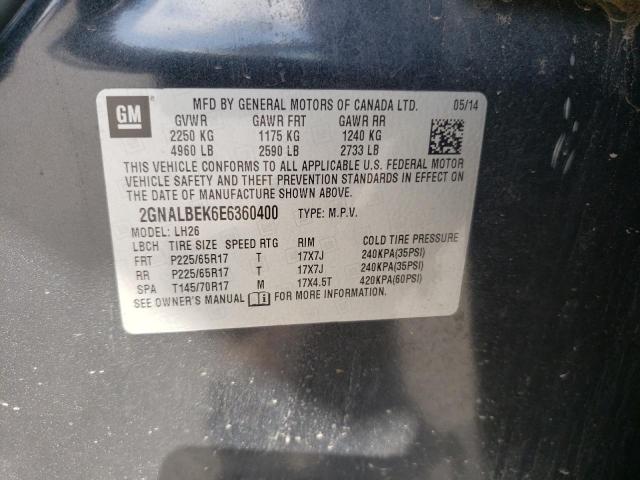 GM
MFD BY GENERAL MOTORS OF CANADA LTD. 05/14
GVWR GAWR FRT GAWR RR
2250 KG 1175 KG 1240 KG
4960 LB 2590 LB 2733 LB
THIS VEHICLE CONFORMS TO ALL APPLICABLE U.S. FEDERAL MOTOR
VEHICLE SAFETY AND THEFT PREVENTION STANDARDS IN EFFECT ON
THE DATE OF MANUFACTURE SHOWN ABOVE.
2GNALBEK6E6360400 TYPE: M.P.V.
MODEL: LH26
LBCH TIRE SIZE SPEED RTG RIM COLD TIRE PRESSURE
FRT P225/65R17 T 17X7J 240KPA(35PSI)
RR P225/65R17 T 17X7J 240KPA(35PSI)
SPA T145/70R17 M 17X4.5T 420KPA(60PSI)
SEE OWNER'S MANUAL FOR MORE INFORMATION.